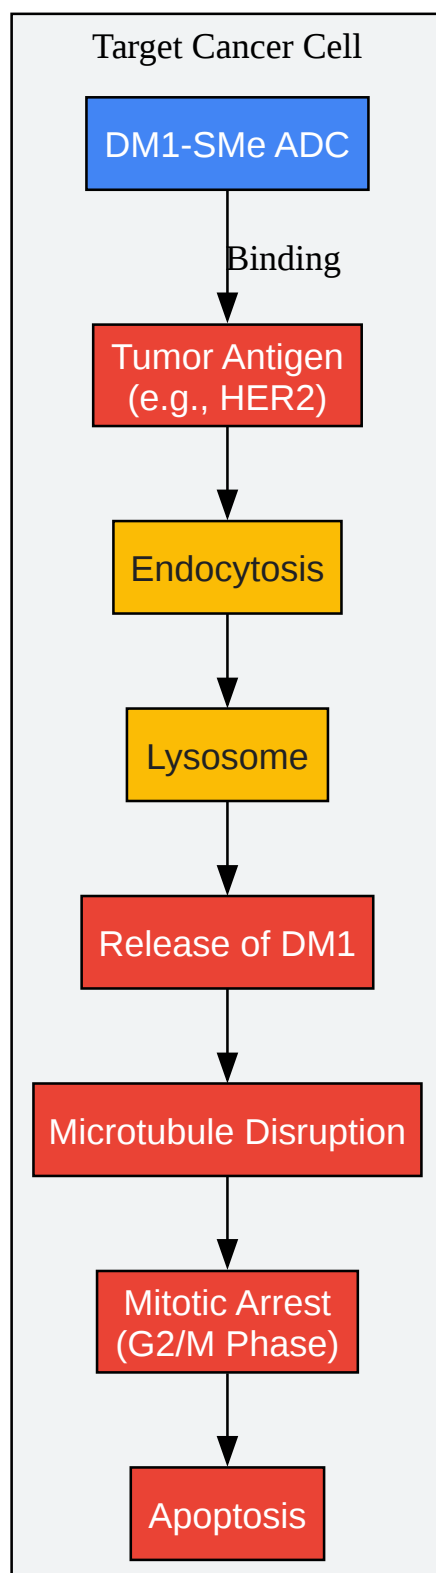 Target Cancer Cell
DM1-SMe ADC
Binding
Tumor Antigen
(e.g., HER2)
Endocytosis
Lysosome
Release of DM1
Microtubule Disruption
Mitotic Arrest
(G2/M Phase)
Apoptosis